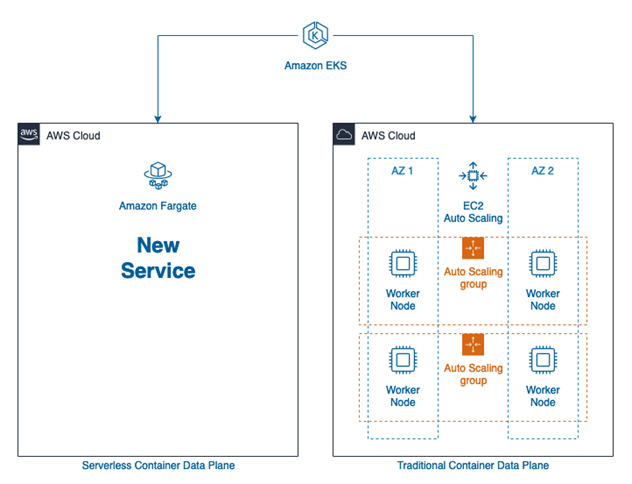 Amazon EKS
aws
AWS Cloud
Amazon Fargate
New
Service
Serverless Container Data Plane
AWS Cloud
AZ 1
EC2
Auto Scaling
AZ 2
Worker
Node
Auto Scaling
group
Worker
Node
Worker
Node
Auto Scaling
group
Worker
Node
Traditional Container Data Plane